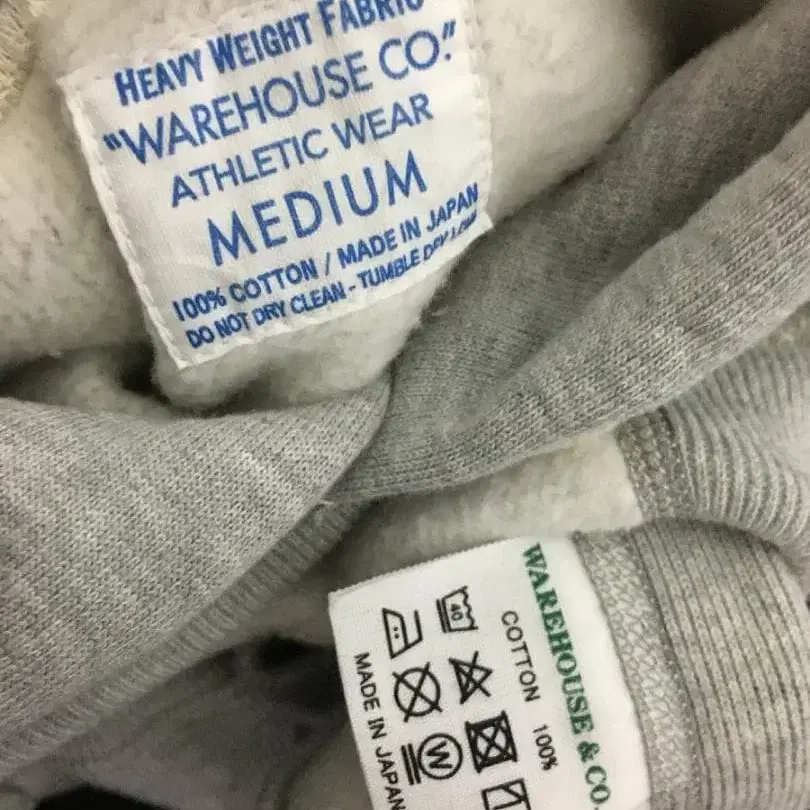 HEAVY WEIGHT FABRIC
"WAREHOUSE CO."
ATHLETIC WEAR
MEDIUM
100% COTTON / MADE IN JAPAN
DO NOT DRY CLEAN - TUMBLE DRY LOW
WAREHOUSE & CO.
COTTON 100%
40
W
MADE IN JAPAN